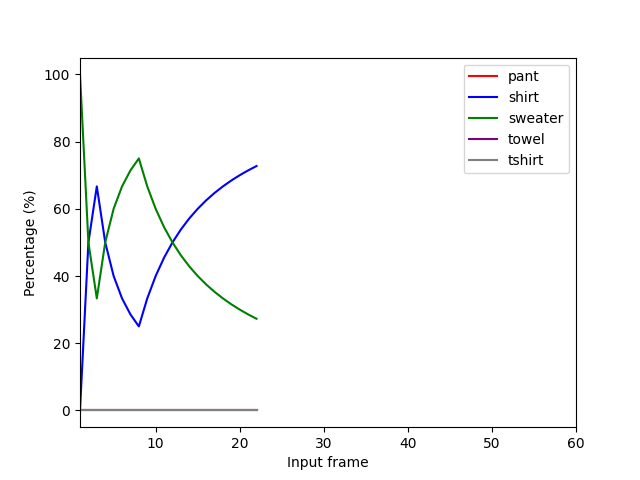 100
80
60
40
20
0
Percentage (%)
pant
shirt
sweater
towel
tshirt
10 20 30 40 50 60
Input frame